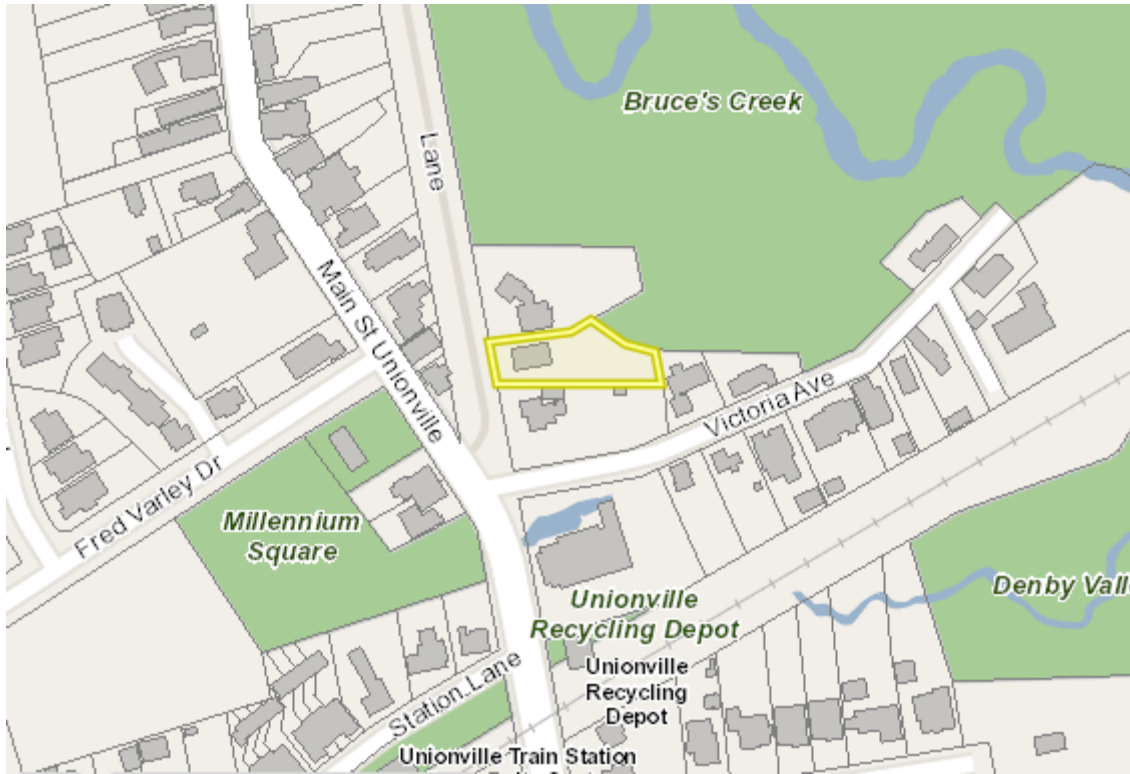 Bruce's Creek
Lane
Main St Unionville
Victoria Ave
Fred Varley Dr
Millennium
Square
Unionville
Recycling Depot
Denby Vall
Unionville
Recycling
Depot
Station Lane
Unionville Train Station